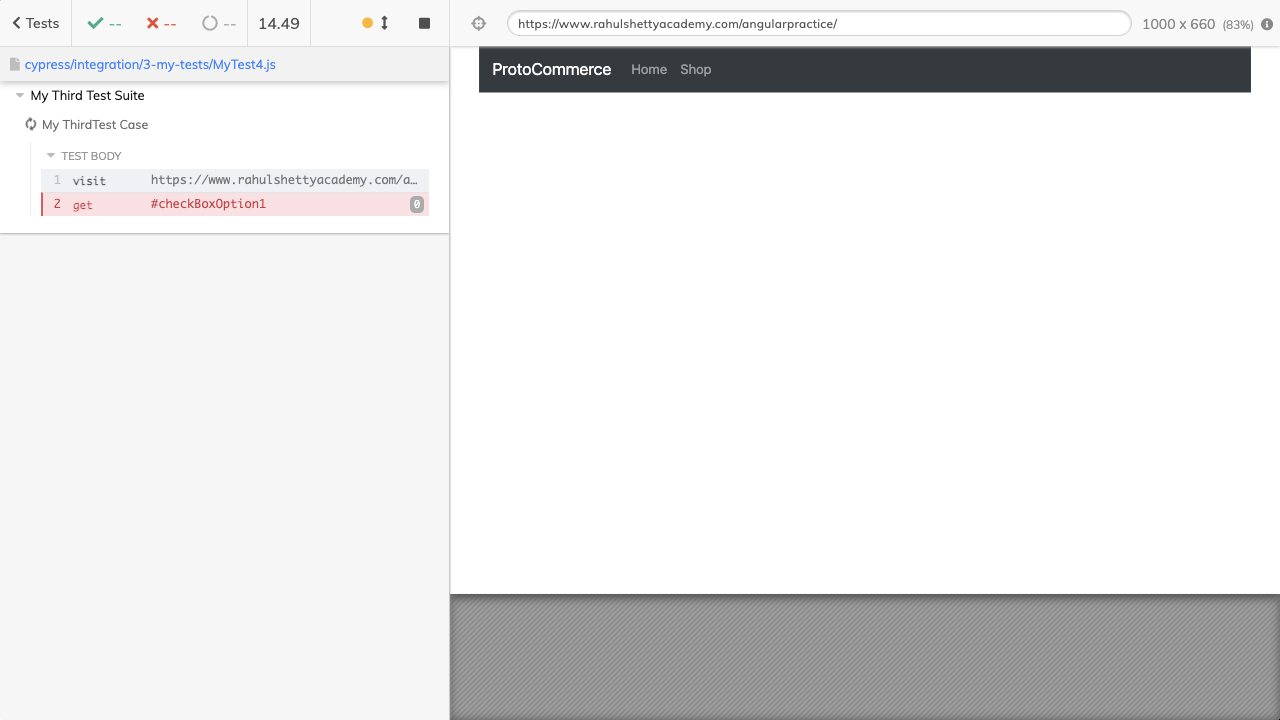 Tests -- -- -- 14.49
https://www.rahulshettyacademy.com/angularpractice/ 1000 x 660 (83%)
cypress/integration/3-my-tests/MyTest4.js
ProtoCommerce Home Shop
My Third Test Suite
My ThirdTest Case
TEST BODY
1 visit https://www.rahulshettyacademy.com/a…
2 get #checkBoxOption1 0